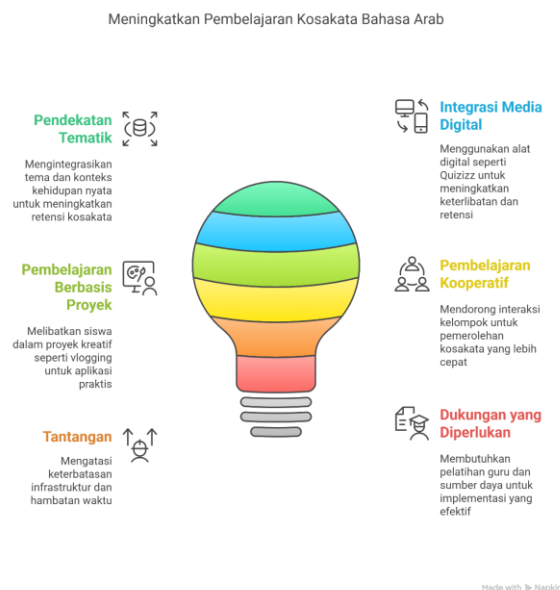 Meningkatkan Pembelajaran Kosakata Bahasa Arab
Pendekatan
Tematik
Mengintegrasikan
tema dan konteks
kehidupan nyata
untuk meningkatkan
retensi kosakata
Integrasi Media
Digital
Menggunakan alat
digital seperti
Quizizz untuk
meningkatkan
keterlibatan dan
retensi
Pembelajaran
Berbasis
Proyek
Melibatkan siswa
dalam proyek kreatif
seperti vlogging
untuk aplikasi
praktis
Pembelajaran
Kooperatif
Mendorong interaksi
kelompok untuk
pemerolehan
kosakata yang lebih
cepat
Tantangan
Mengatasi
keterbatasan
infrastruktur dan
hambatan waktu
Dukungan yang
Diperlukan
Membutuhkan
pelatihan guru dan
sumber daya untuk
implementasi yang
efektif
Made with Napkin